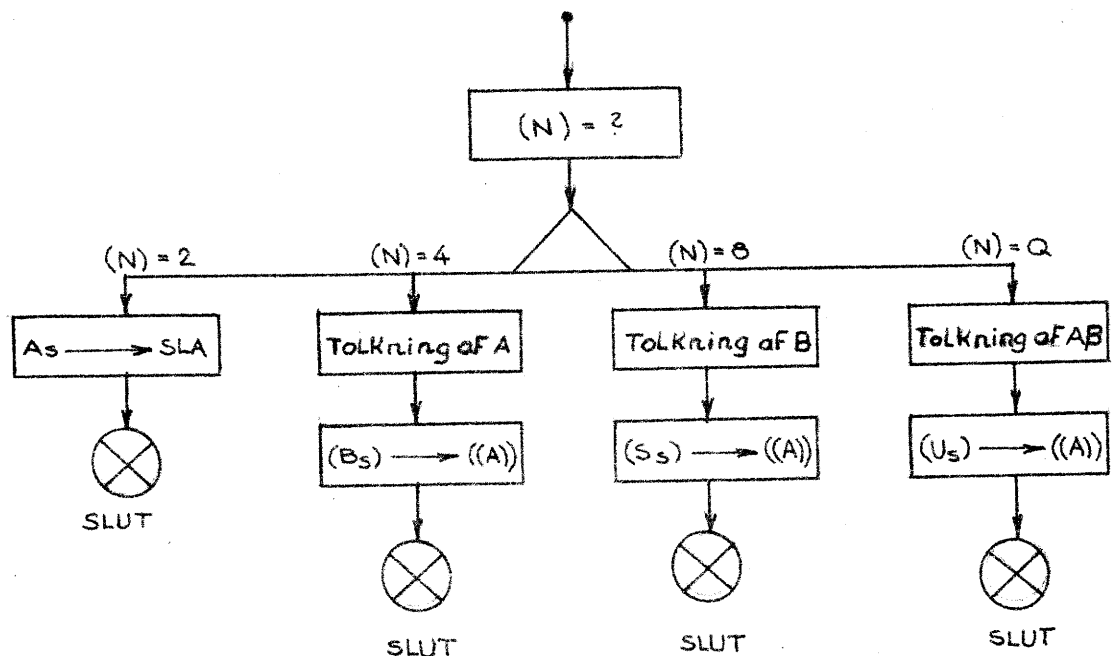 (N) = ?
(N) = 2
(N) = 4
(N) = 8
(N) = Q
As → SLA
Tolkning af A
Tolkning af B
Tolkning af AB
(Bs) → ((A))
(Ss) → ((A))
(Us) → ((A))
SLUT
SLUT
SLUT
SLUT